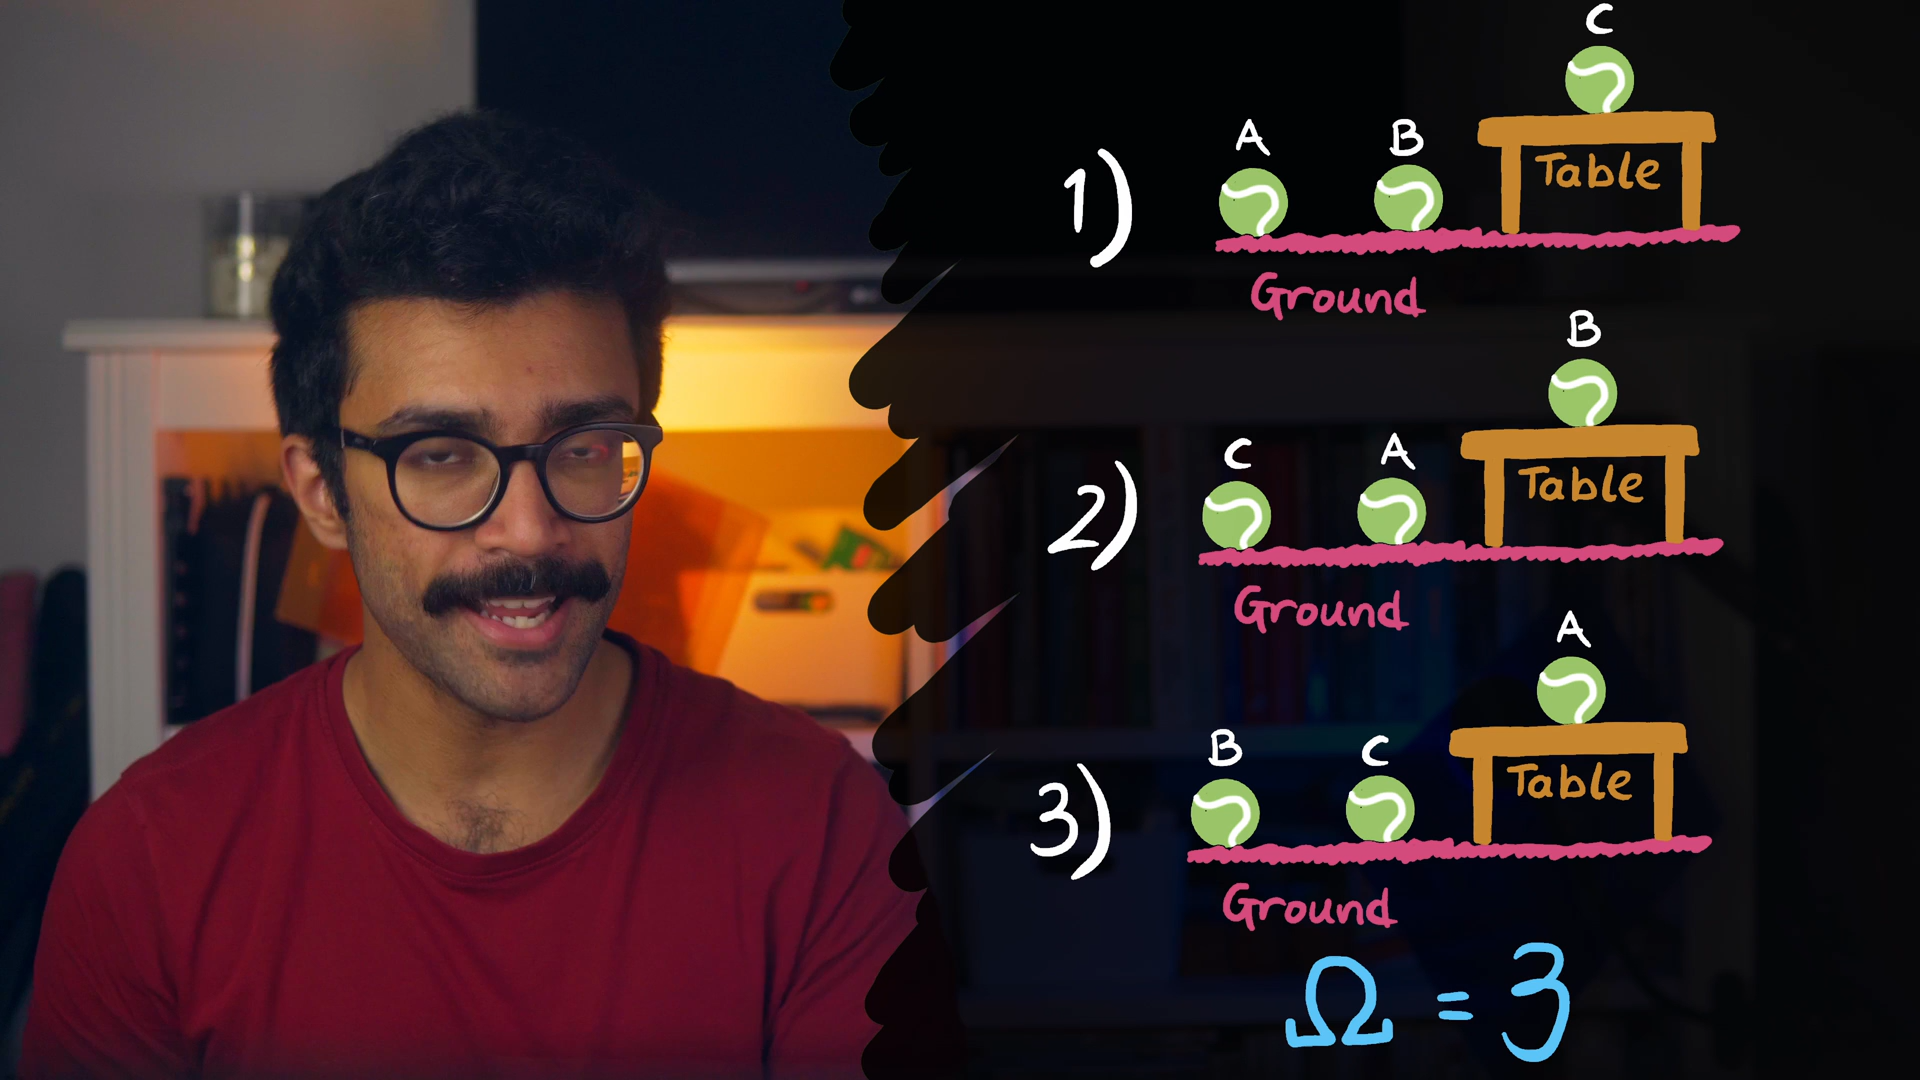 C
A B
1) Table
Ground
B
C A
2) Table
Ground
A
B C
3) Table
Ground
Ω = 3